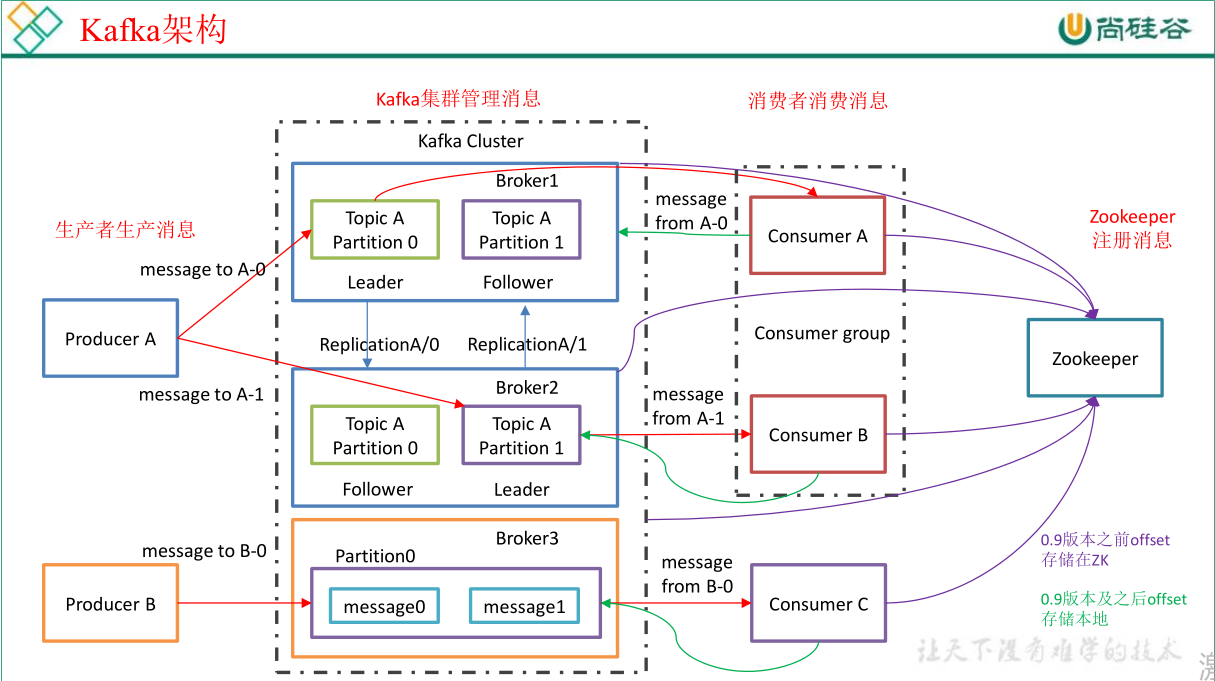 Kafka架构
尚硅谷
Kafka集群管理消息
消费者消费消息
Kafka Cluster
Broker1
Topic A
Partition 0
Topic A
Partition 1
Leader
Follower
生产者生产消息
message to A-0
Producer A
message to A-1
ReplicationA/0
ReplicationA/1
Broker2
Topic A
Partition 0
Topic A
Partition 1
Follower
Leader
message to B-0
Producer B
Broker3
Partition0
message0
message1
message
from A-0
Consumer A
Consumer group
message
from A-1
Consumer B
message
from B-0
Consumer C
Zookeeper
注册消息
Zookeeper
0.9版本之前offset
存储在ZK
0.9版本及之后offset
存储本地
让天下没有难学的技术